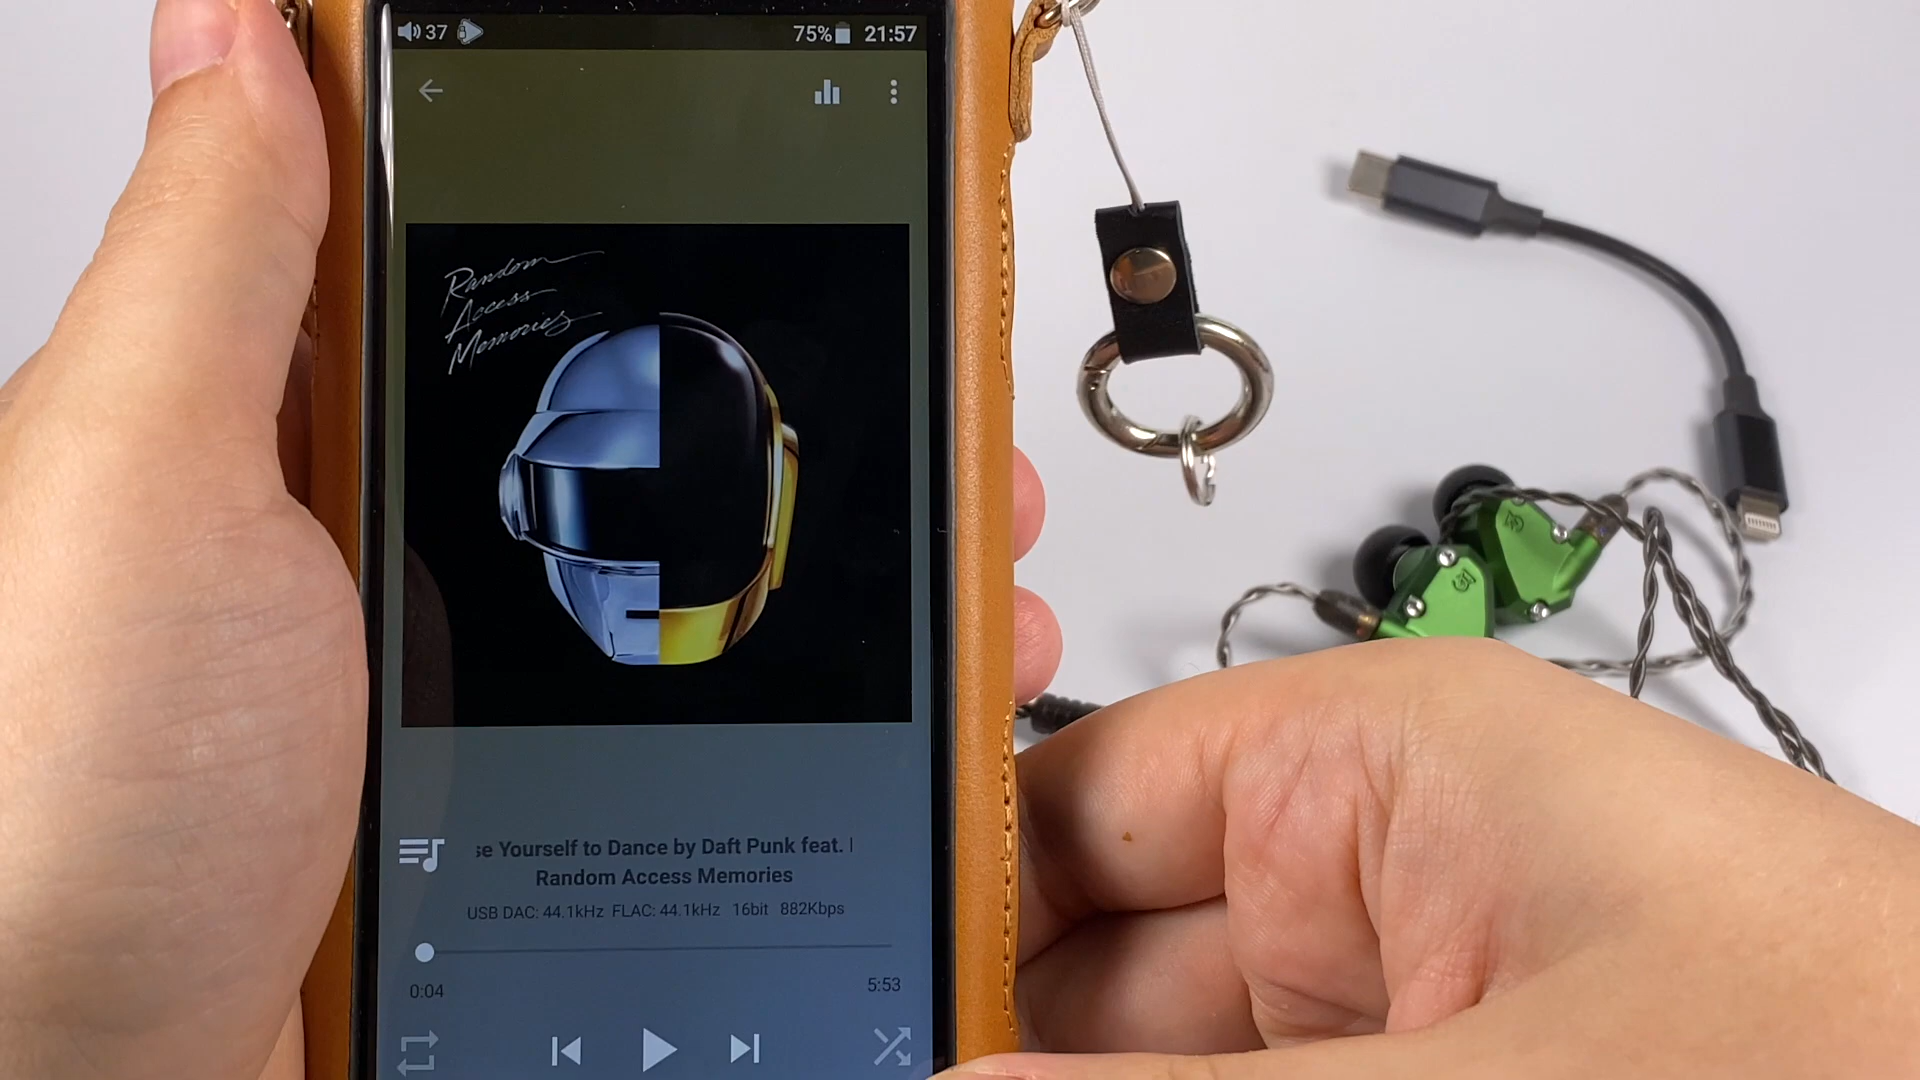 37 75% 21:57
Random
Access
Memories
se Yourself to Dance by Daft Punk feat.
Random Access Memories
USB DAC: 44.1kHz FLAC: 44.1kHz 16bit 882Kbps
0:04 5:53